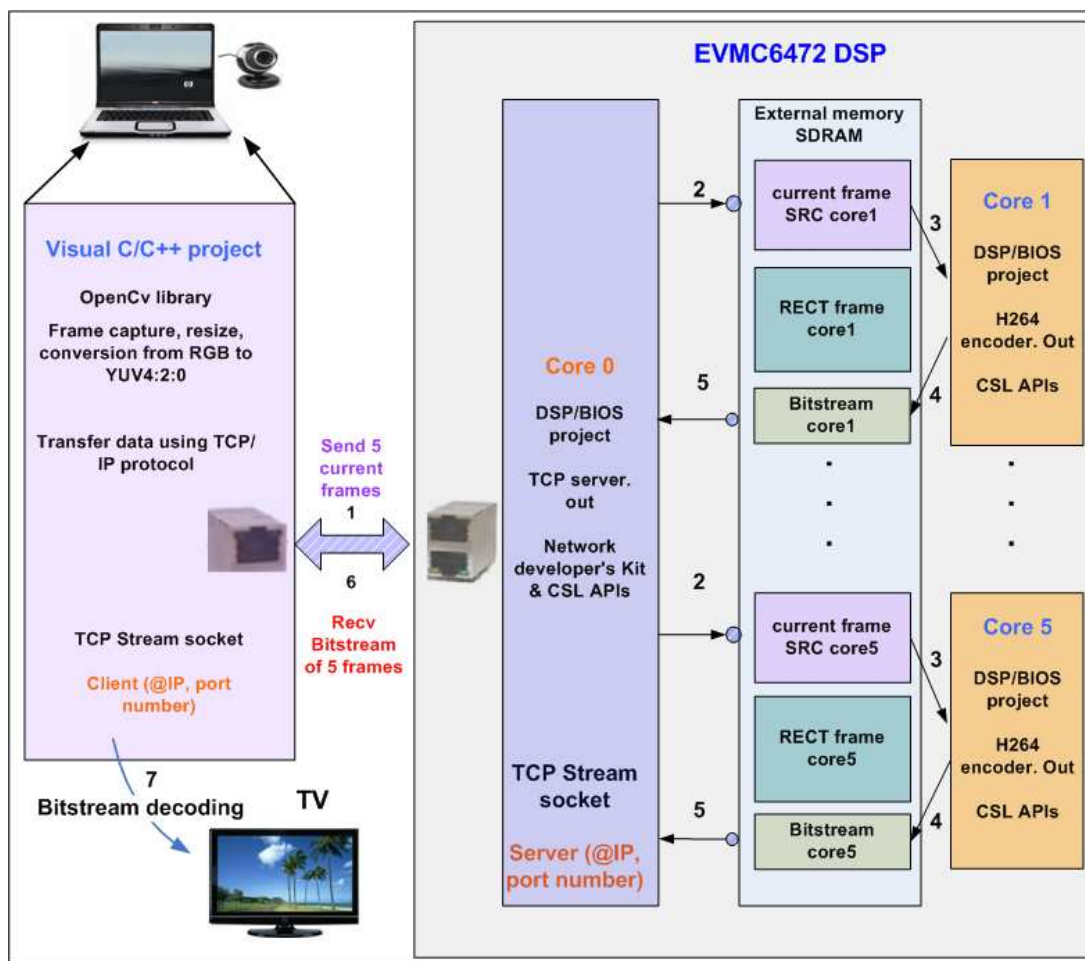 EVMC6472 DSP
Visual C/C++ project
OpenCv library
Frame capture, resize,
conversion from RGB to
YUV4:2:0
Transfer data using TCP/
IP protocol
TCP Stream socket
Client (@IP, port
number)
7
Bitstream decoding
TV
Send 5
current
frames
1
6
Recv
Bitstream
of 5 frames
Core 0
DSP/BIOS
project
TCP server.
out
Network
developer's Kit
& CSL APIs
TCP Stream
socket
Server (@IP,
port number)
2
5
2
5
External memory
SDRAM
current frame
SRC core1
RECT frame
core1
Bitstream
core1
current frame
SRC core5
RECT frame
core5
Bitstream
core5
3
4
3
4
Core 1
DSP/BIOS
project
H264
encoder. Out
CSL APIs
Core 5
DSP/BIOS
project
H264
encoder. Out
CSL APIs